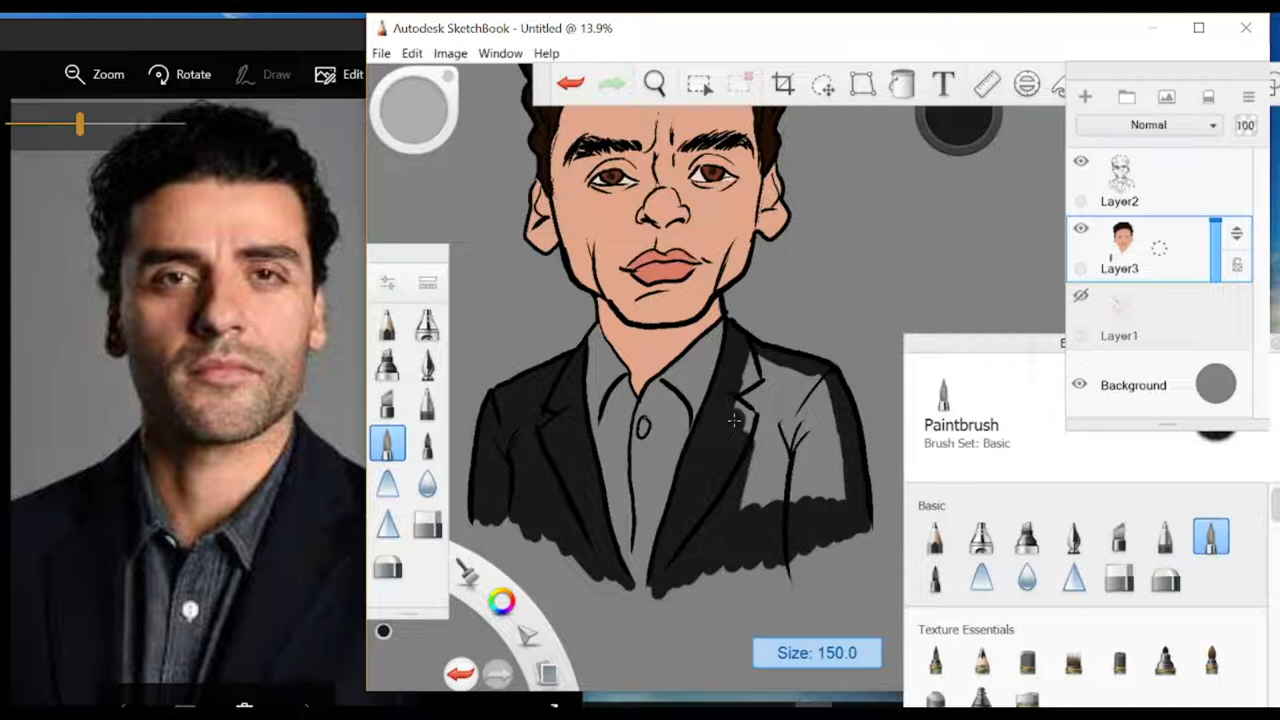 Autodesk SketchBook - Untitled @ 13.9%
File Edit Image Window Help
Zoom Rotate Draw Edit
T
Normal 100
Layer2
Layer3
Layer1
Background
Paintbrush
Brush Set: Basic
Basic
Texture Essentials
Size: 150.0